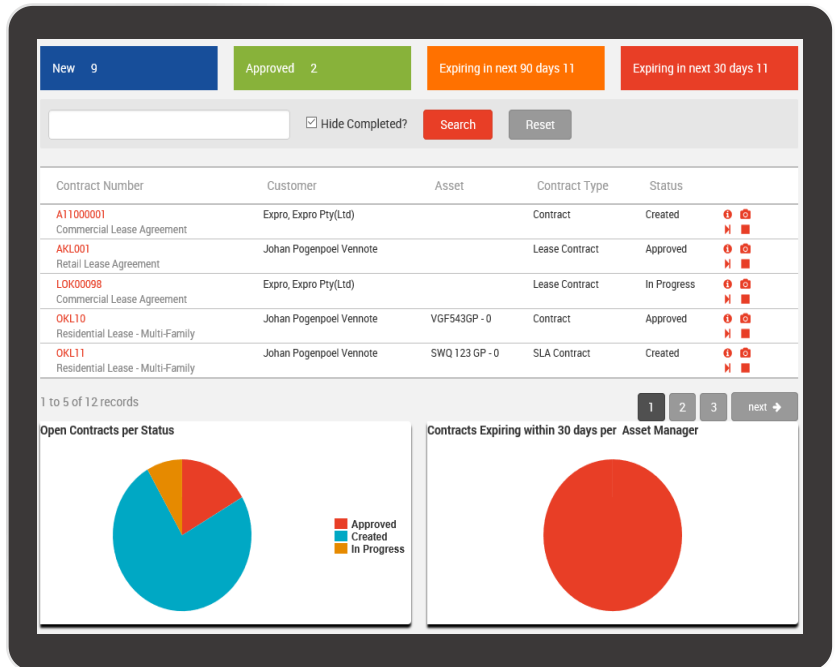 New 9
Approved 2
Expiring in next 90 days 11
Expiring in next 30 days 11
Hide Completed?
Search
Reset
Contract Number Customer Asset Contract Type Status
A11000001 Expro, Expro Pty(Ltd) Contract Created
Commercial Lease Agreement
AKL001 Johan Pogenpoel Vennote Lease Contract Approved
Retail Lease Agreement
LOK00098 Expro, Expro Pty(Ltd) Lease Contract In Progress
Commercial Lease Agreement
OKL10 Johan Pogenpoel Vennote VGF543GP - 0 Contract Approved
Residential Lease - Multi-Family
OKL11 Johan Pogenpoel Vennote SWQ 123 GP - 0 SLA Contract Created
Residential Lease - Multi-Family
1 to 5 of 12 records
1 2 3 next
Open Contracts per Status
Approved
Created
In Progress
Contracts Expiring within 30 days per Asset Manager